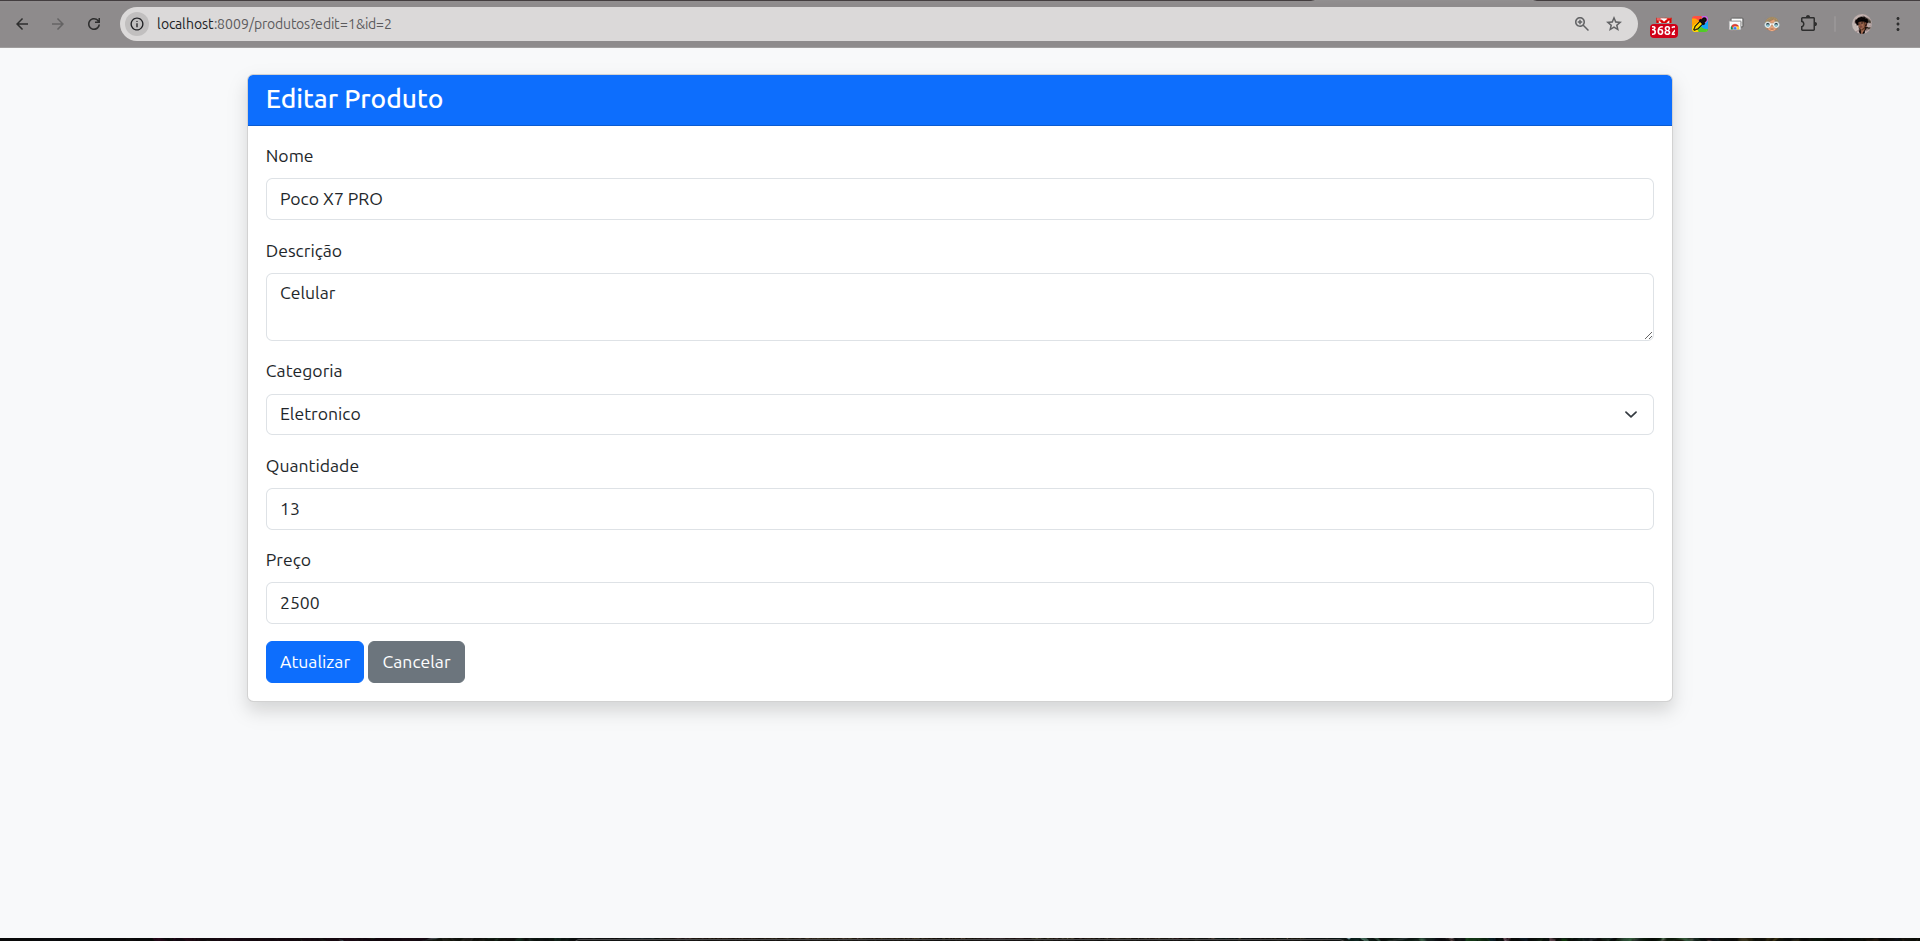 localhost:8009/produtos?edit=1&id=2
3682
Editar Produto
Nome
Poco X7 PRO
Descrição
Celular
Categoria
Eletronico
Quantidade
13
Preço
2500
Atualizar Cancelar